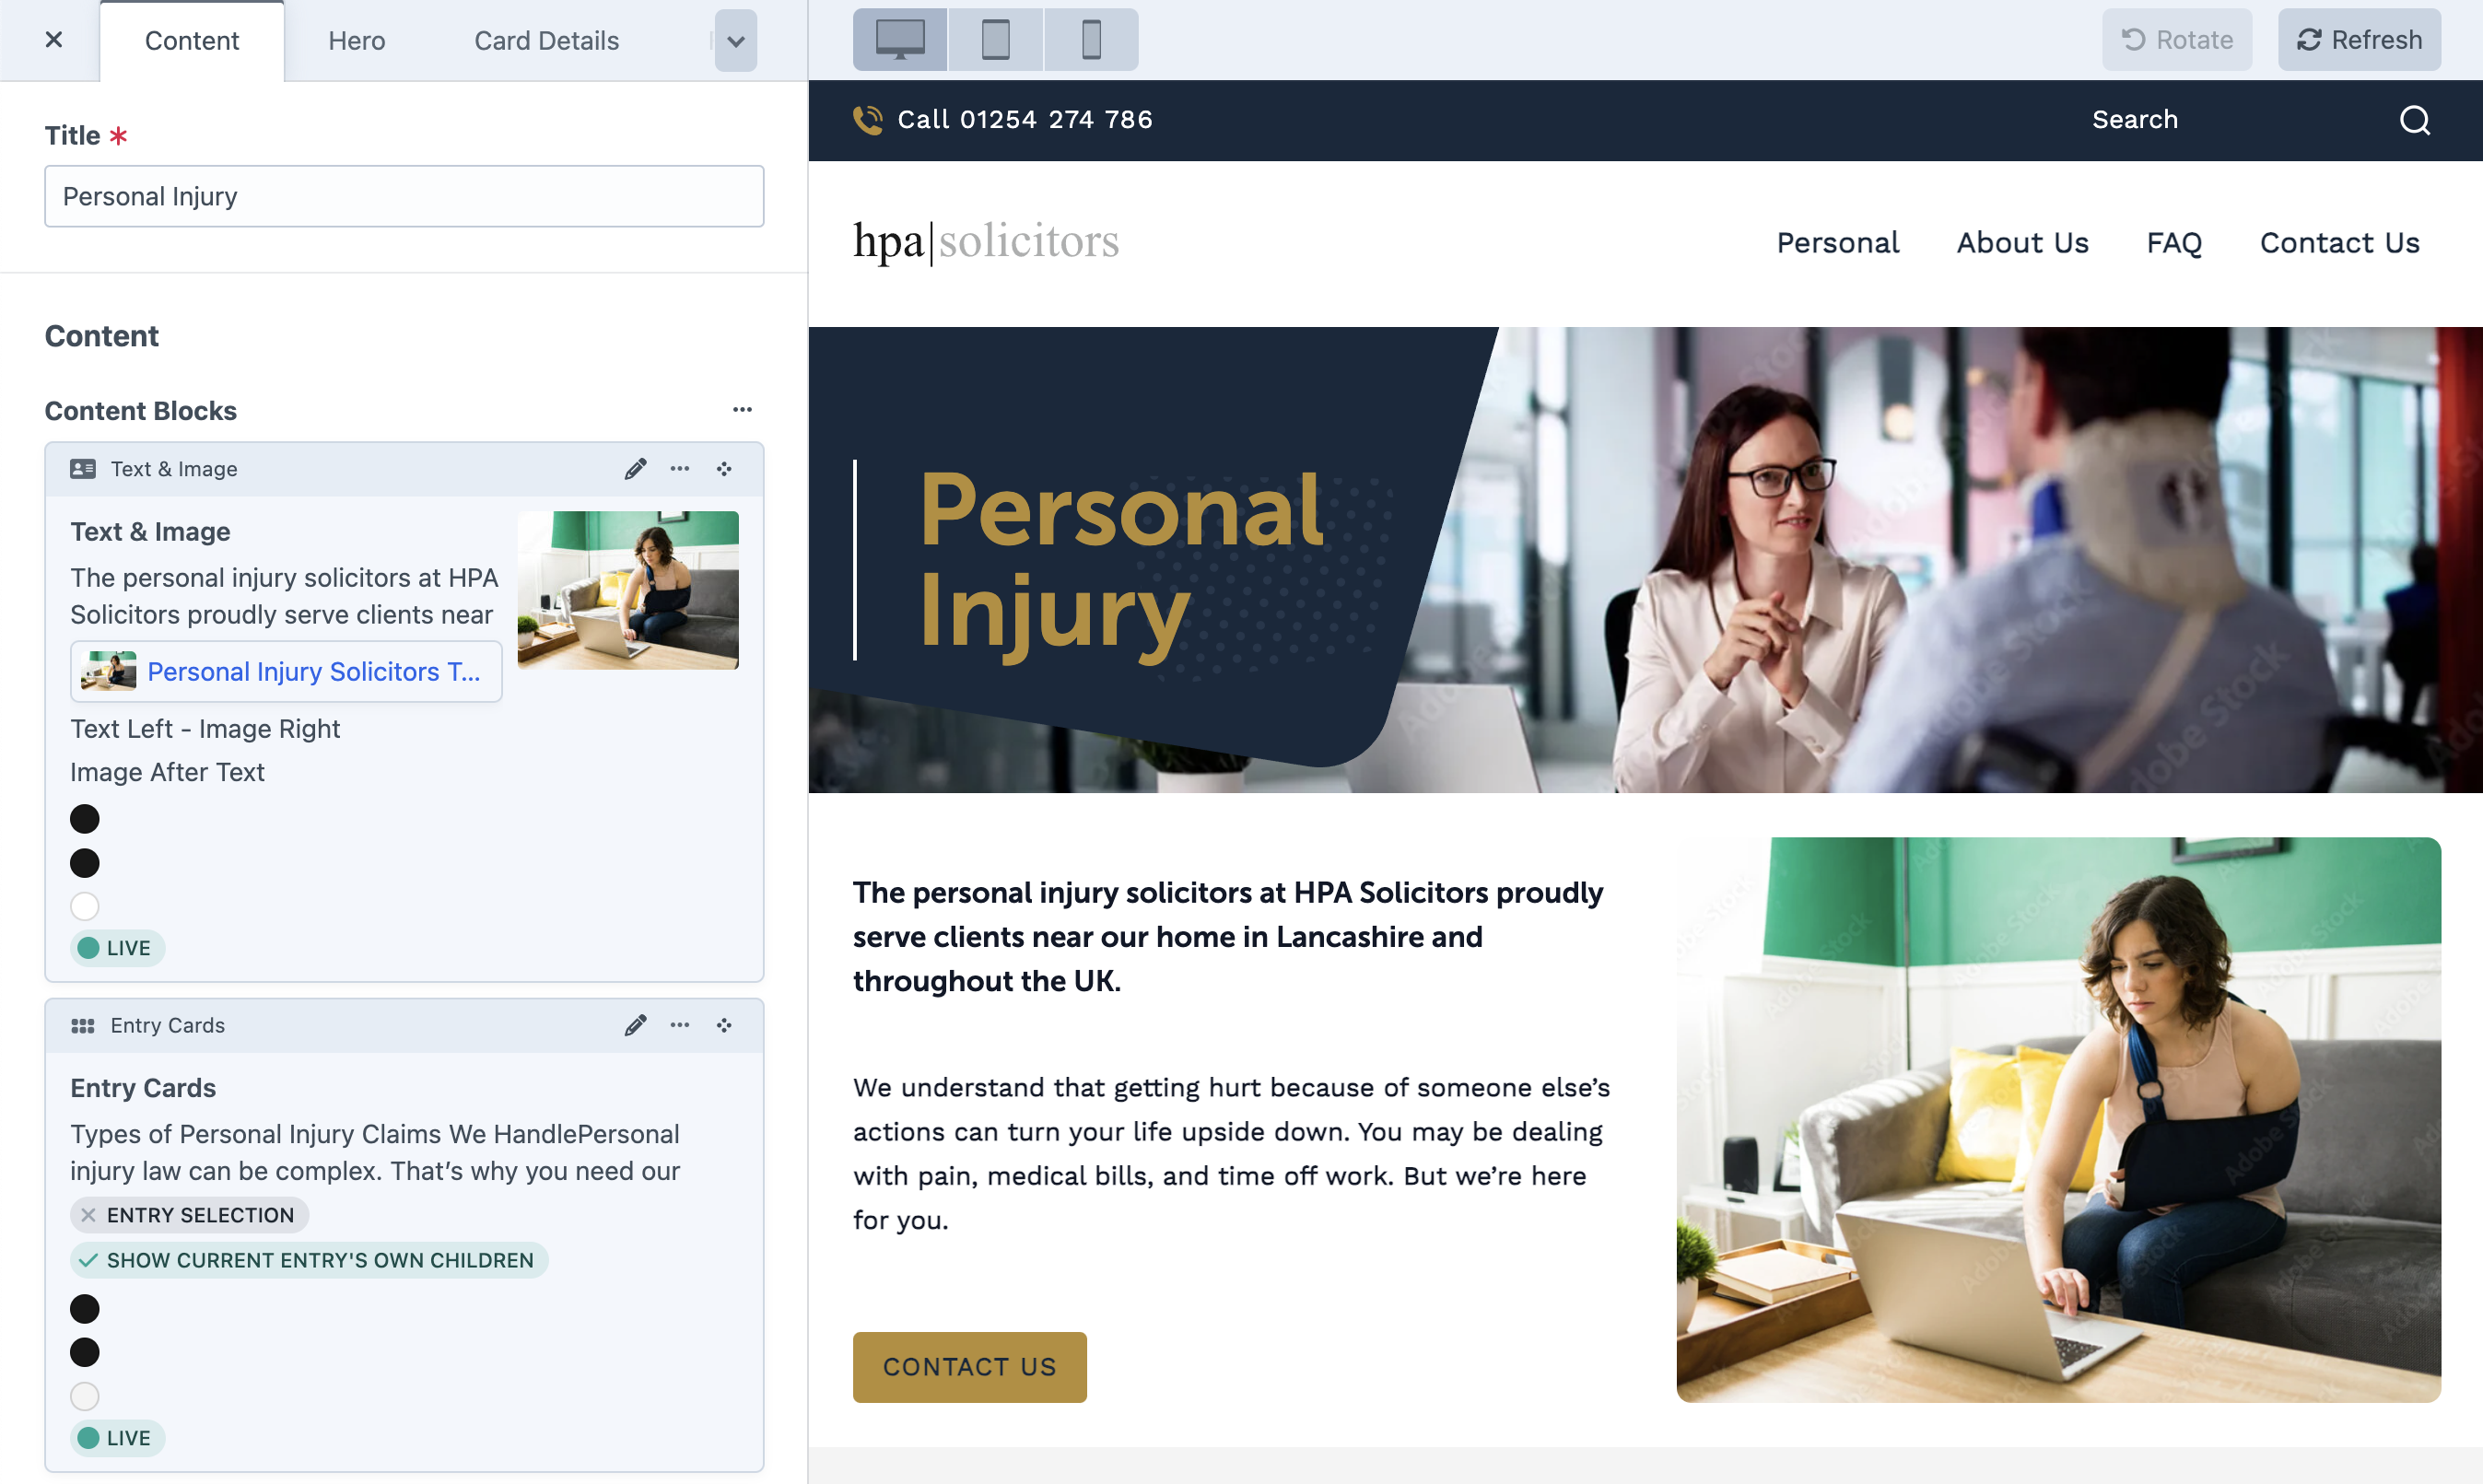 Content
Hero
Card Details
Rotate
Refresh
Title *
Personal Injury
Content
Content Blocks
Text & Image
Text & Image
The personal injury solicitors at HPA
Solicitors proudly serve clients near
Personal Injury Solicitors T...
Text Left - Image Right
Image After Text
LIVE
Entry Cards
Entry Cards
Types of Personal Injury Claims We HandlePersonal
injury law can be complex. That’s why you need our
ENTRY SELECTION
SHOW CURRENT ENTRY'S OWN CHILDREN
LIVE
Call 01254 274 786
Search
hpa|solicitors
Personal
About Us
FAQ
Contact Us
Personal
Injury
The personal injury solicitors at HPA Solicitors proudly
serve clients near our home in Lancashire and
throughout the UK.
We understand that getting hurt because of someone else’s
actions can turn your life upside down. You may be dealing
with pain, medical bills, and time off work. But we’re here
for you.
CONTACT US
Adobe Stock